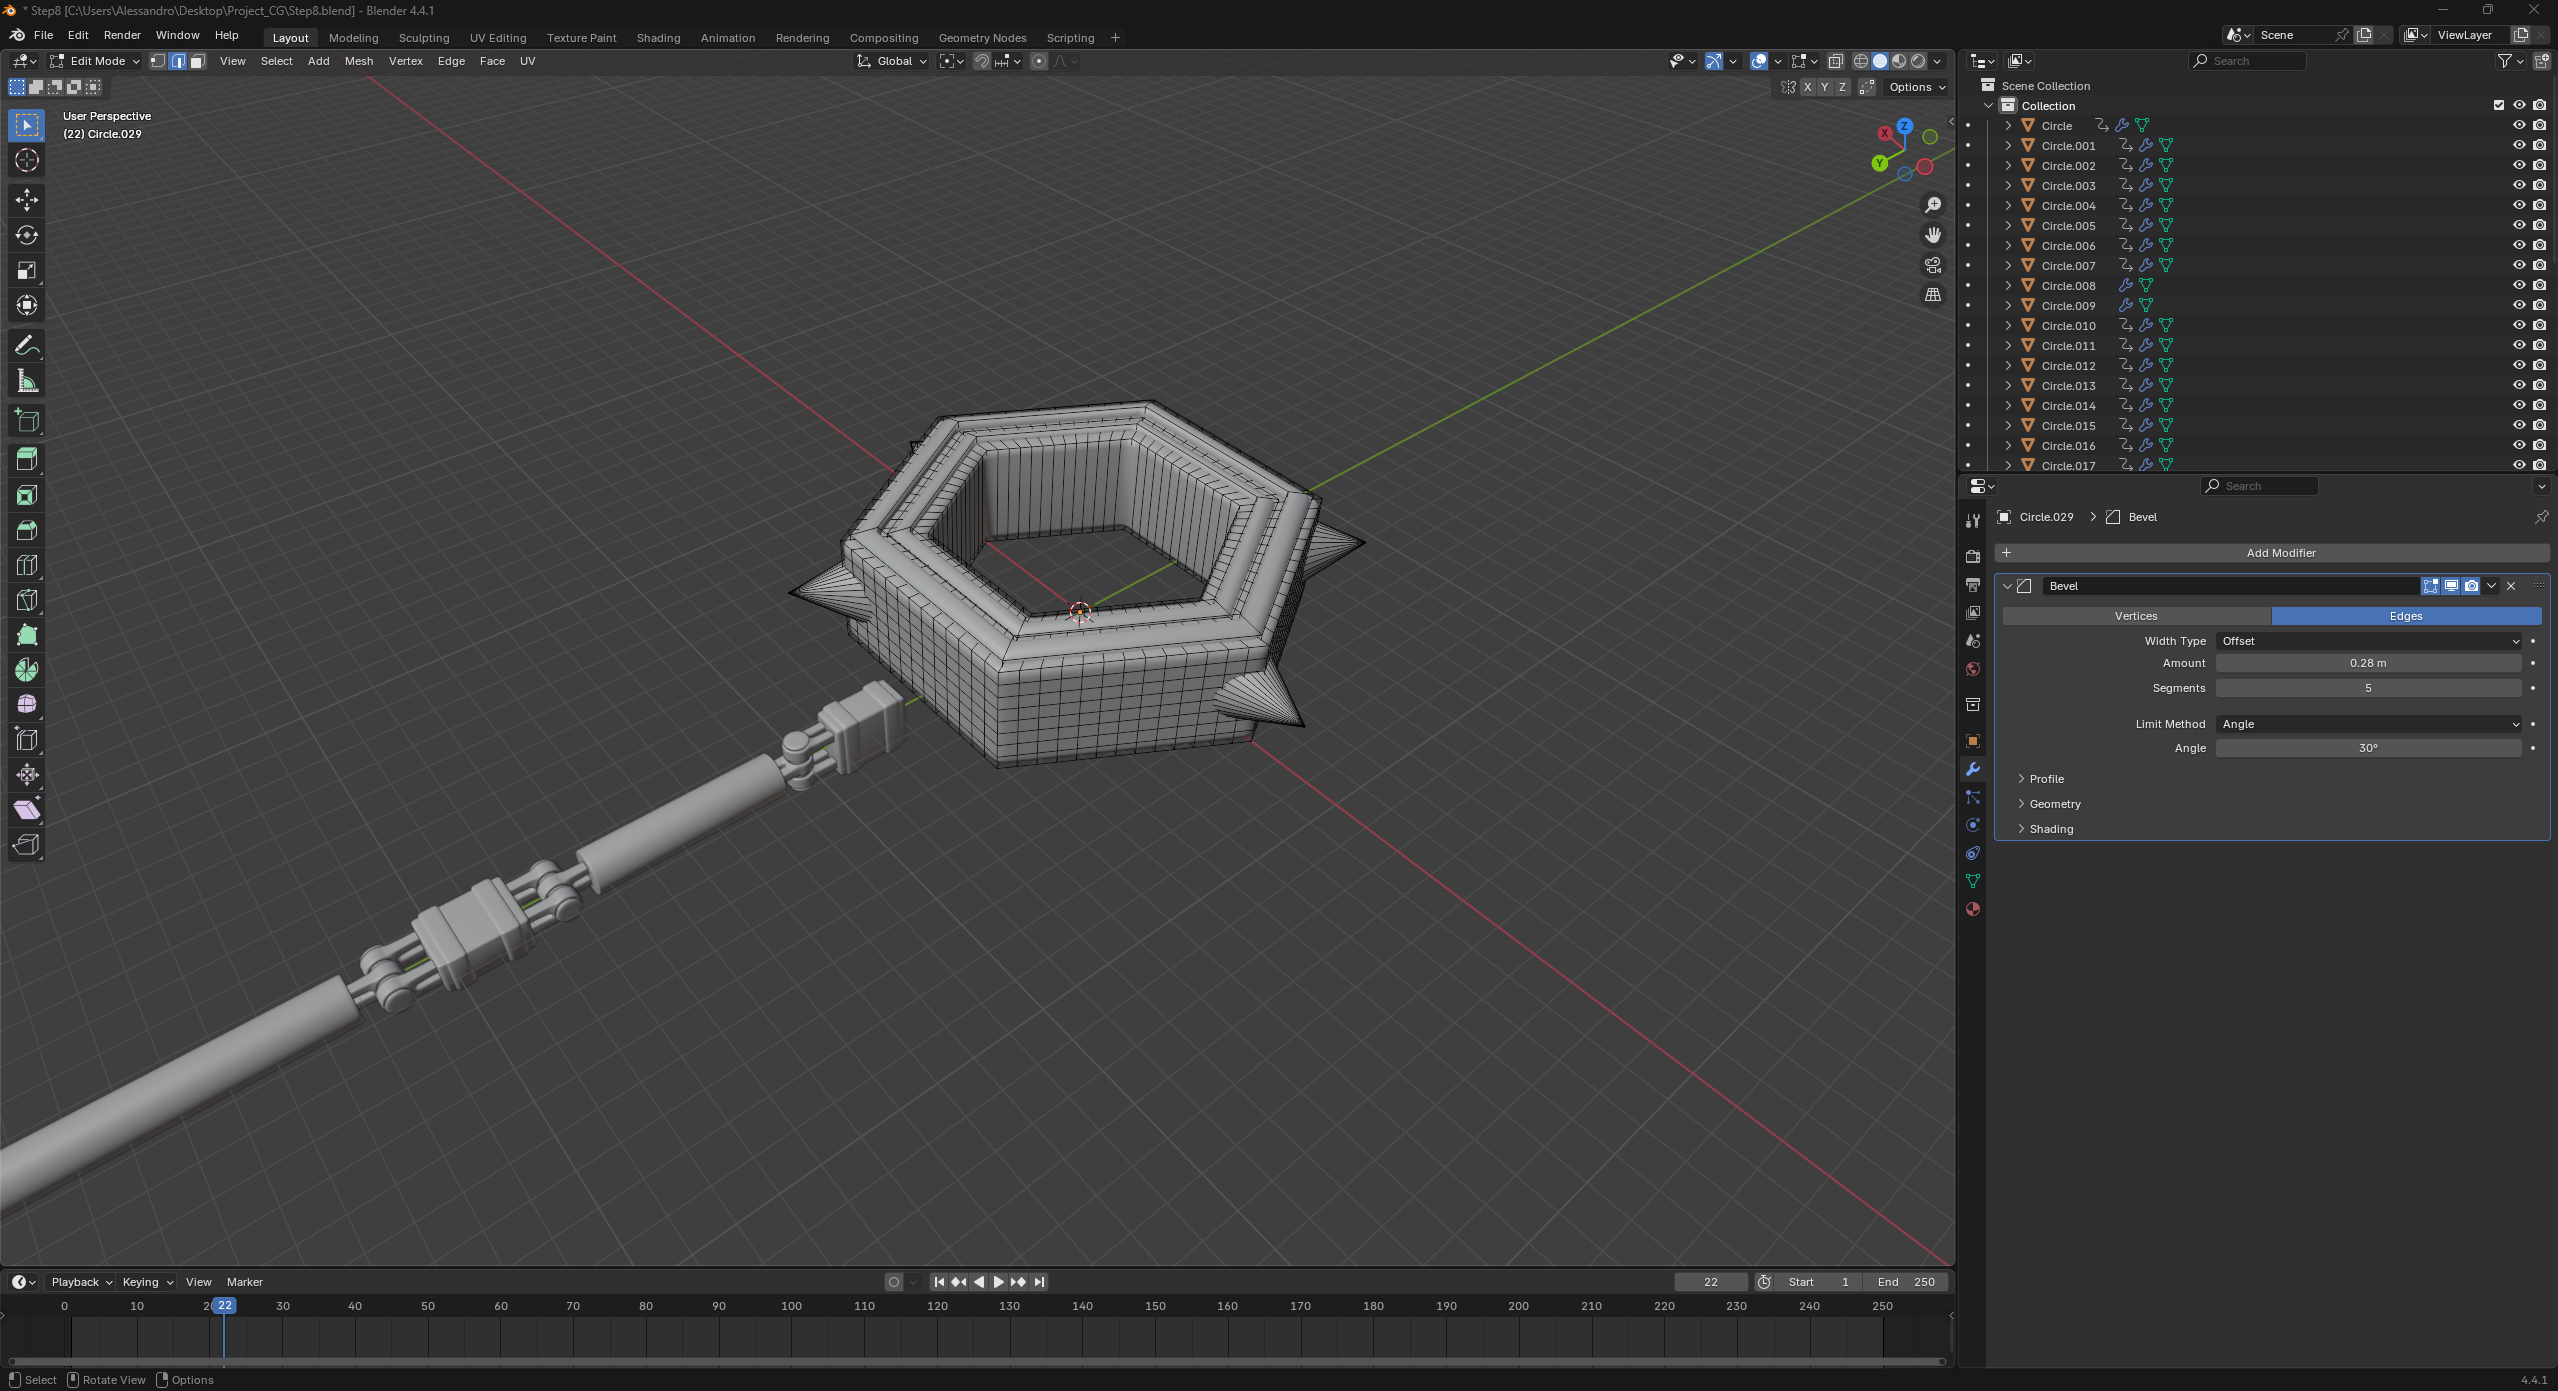 * Step8 [C:\Users\Alessandro\Desktop\Project_CG\Step8.blend] - Blender 4.4.1
File Edit Render Window Help Layout Modeling Sculpting UV Editing Texture Paint Shading Animation Rendering Compositing Geometry Nodes Scripting + Scene ViewLayer
Edit Mode View Select Add Mesh Vertex Edge Face UV Global Search
X Y Z Options
User Perspective
(22) Circle.029
X Z Y
Scene Collection
Collection
Circle
Circle.001
Circle.002
Circle.003
Circle.004
Circle.005
Circle.006
Circle.007
Circle.008
Circle.009
Circle.010
Circle.011
Circle.012
Circle.013
Circle.014
Circle.015
Circle.016
Circle.017
Search
Circle.029 > Bevel
+ Add Modifier
Bevel
Vertices Edges
Width Type Offset
Amount 0.28 m
Segments 5
Limit Method Angle
Angle 30°
Profile
Geometry
Shading
Playback Keying View Marker 22 Start 1 End 250
0 10 22 30 40 50 60 70 80 90 100 110 120 130 140 150 160 170 180 190 200 210 220 230 240 250
Select Rotate View Options 4.4.1